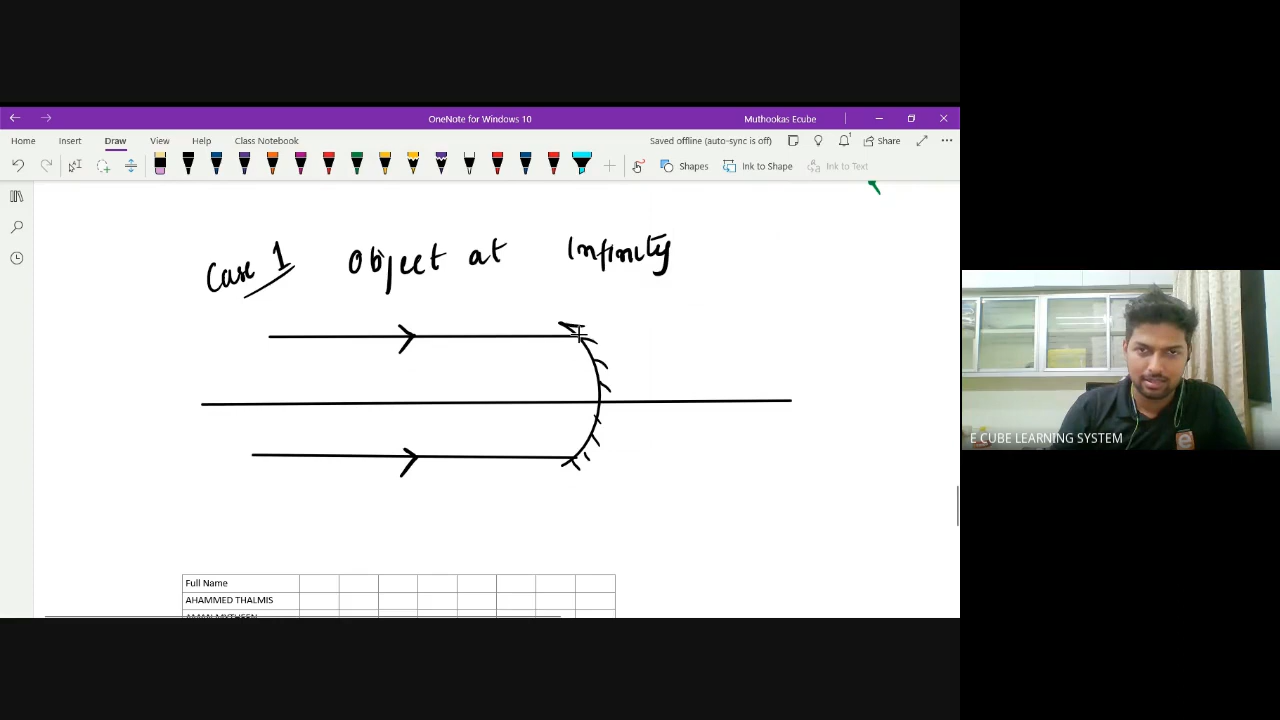 OneNote for Windows 10
Muthookas Ecube
Home Insert Draw View Help Class Notebook
Saved offline (auto-sync is off)
Share
Shapes
Ink to Shape
Ink to Text
Case 1 Object at Infinity
Full Name
AHAMMED THALMIS
E CUBE LEARNING SYSTEM